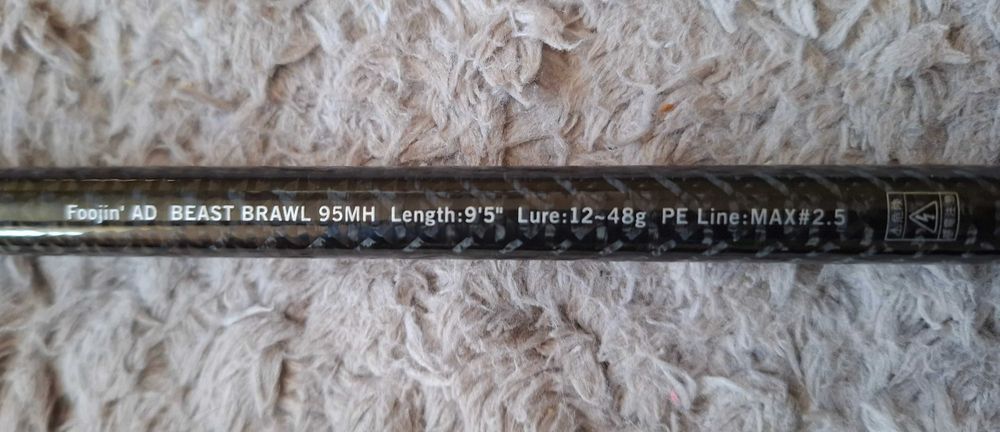 Foojin' AD BEAST BRAWL 95MH Length:9'5" Lure:12~48g PE Line:MAX#2.5